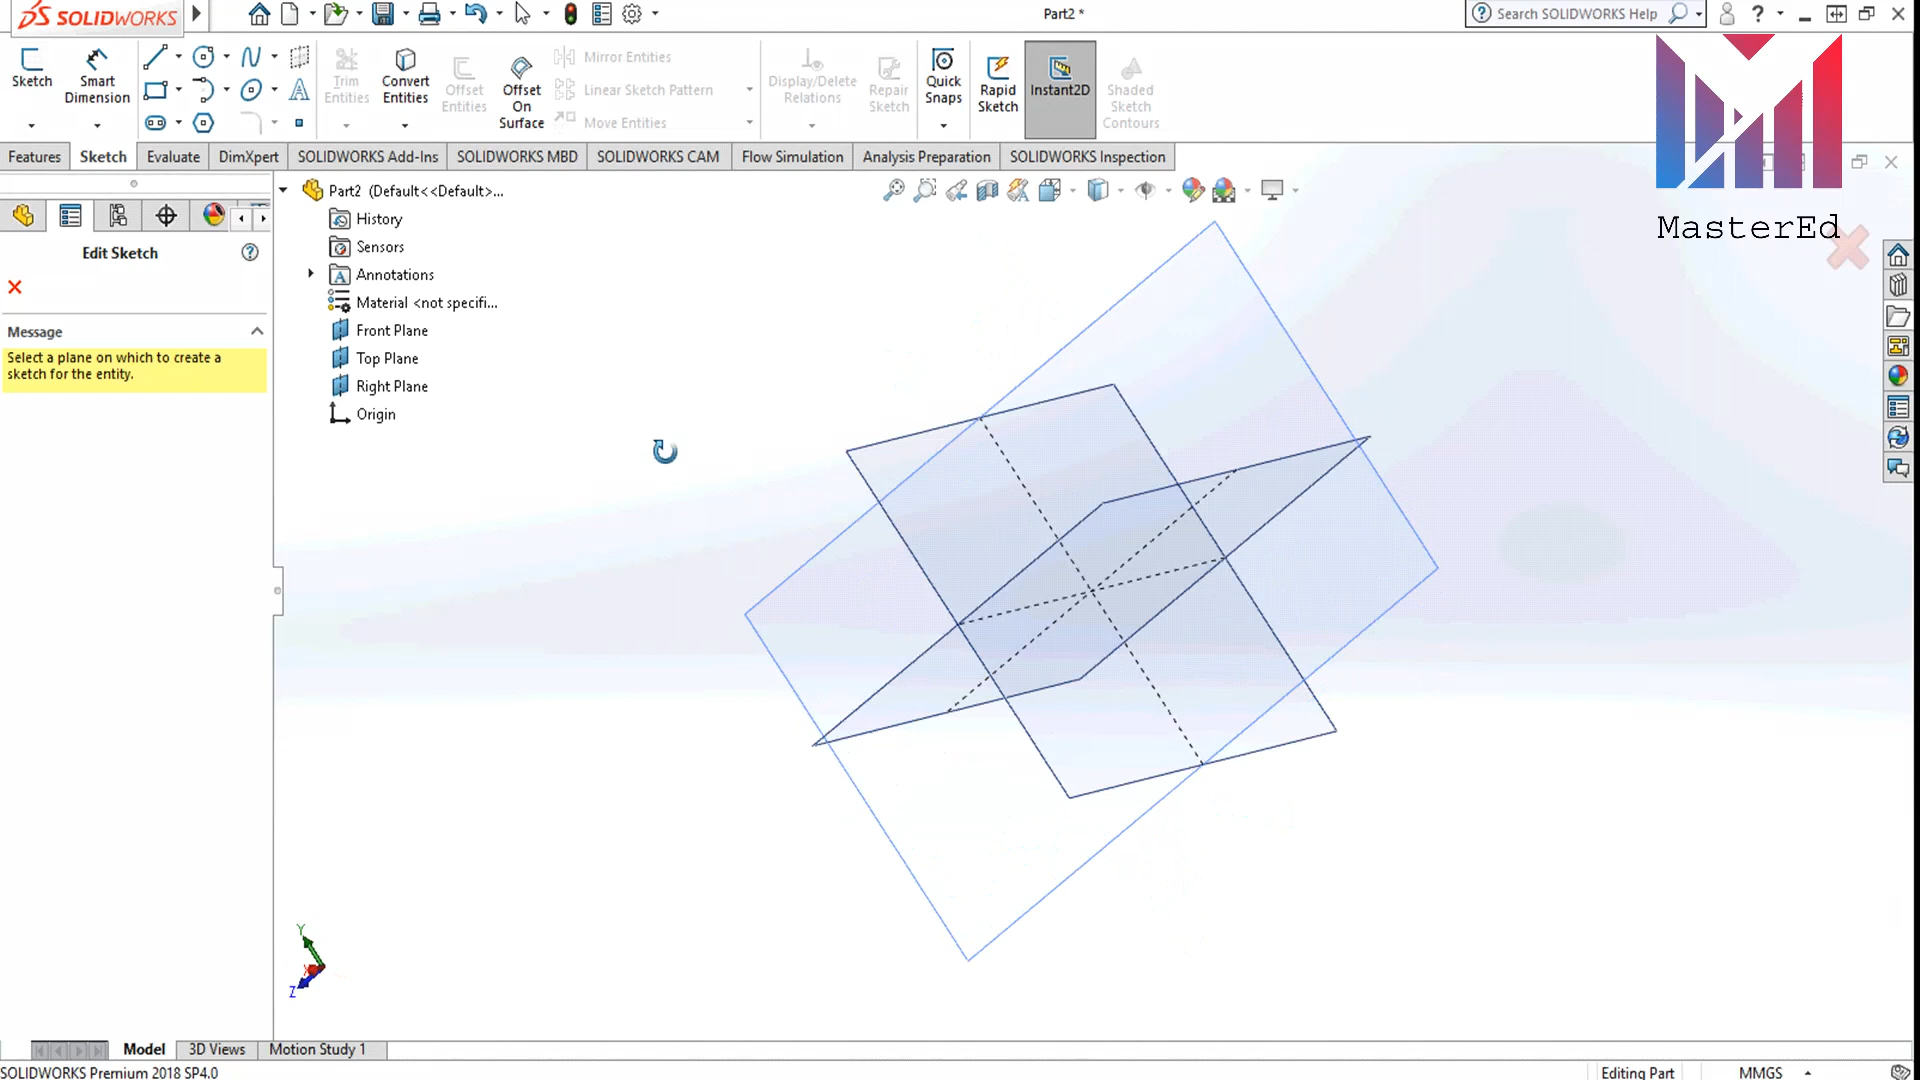 SOLIDWORKS
Part2 *
Search SOLIDWORKS Help
?
Sketch
Smart
Dimension
Trim
Entities
Convert
Entities
Offset
Entities
Offset
On
Surface
Mirror Entities
Linear Sketch Pattern
Move Entities
Display/Delete
Relations
Repair
Sketch
Quick
Snaps
Rapid
Sketch
Instant2D
Shaded
Sketch
Contours
Features
Sketch
Evaluate
DimXpert
SOLIDWORKS Add-Ins
SOLIDWORKS MBD
SOLIDWORKS CAM
Flow Simulation
Analysis Preparation
SOLIDWORKS Inspection
MasterEd
Edit Sketch
Message
Select a plane on which to create a
sketch for the entity.
Part2 (Default<<Default>...
History
Sensors
Annotations
Material <not specifi...
Front Plane
Top Plane
Right Plane
Origin
Y
X
Z
Model
3D Views
Motion Study 1
SOLIDWORKS Premium 2018 SP4.0
Editing Part
MMGS